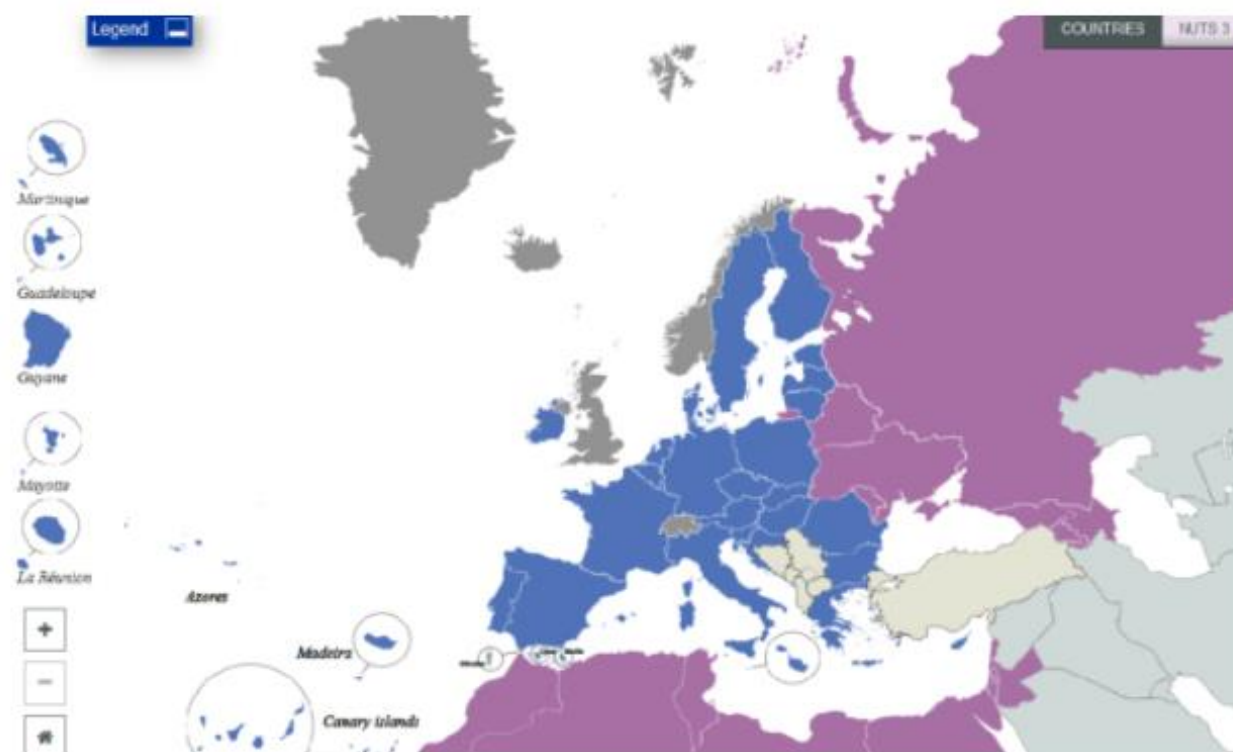 Legend
COUNTRIES
NUTS 3
Martinique
Guadeloupe
Guyane
Mayotte
La Réunion
Azores
Madeira
Canary islands
+
−